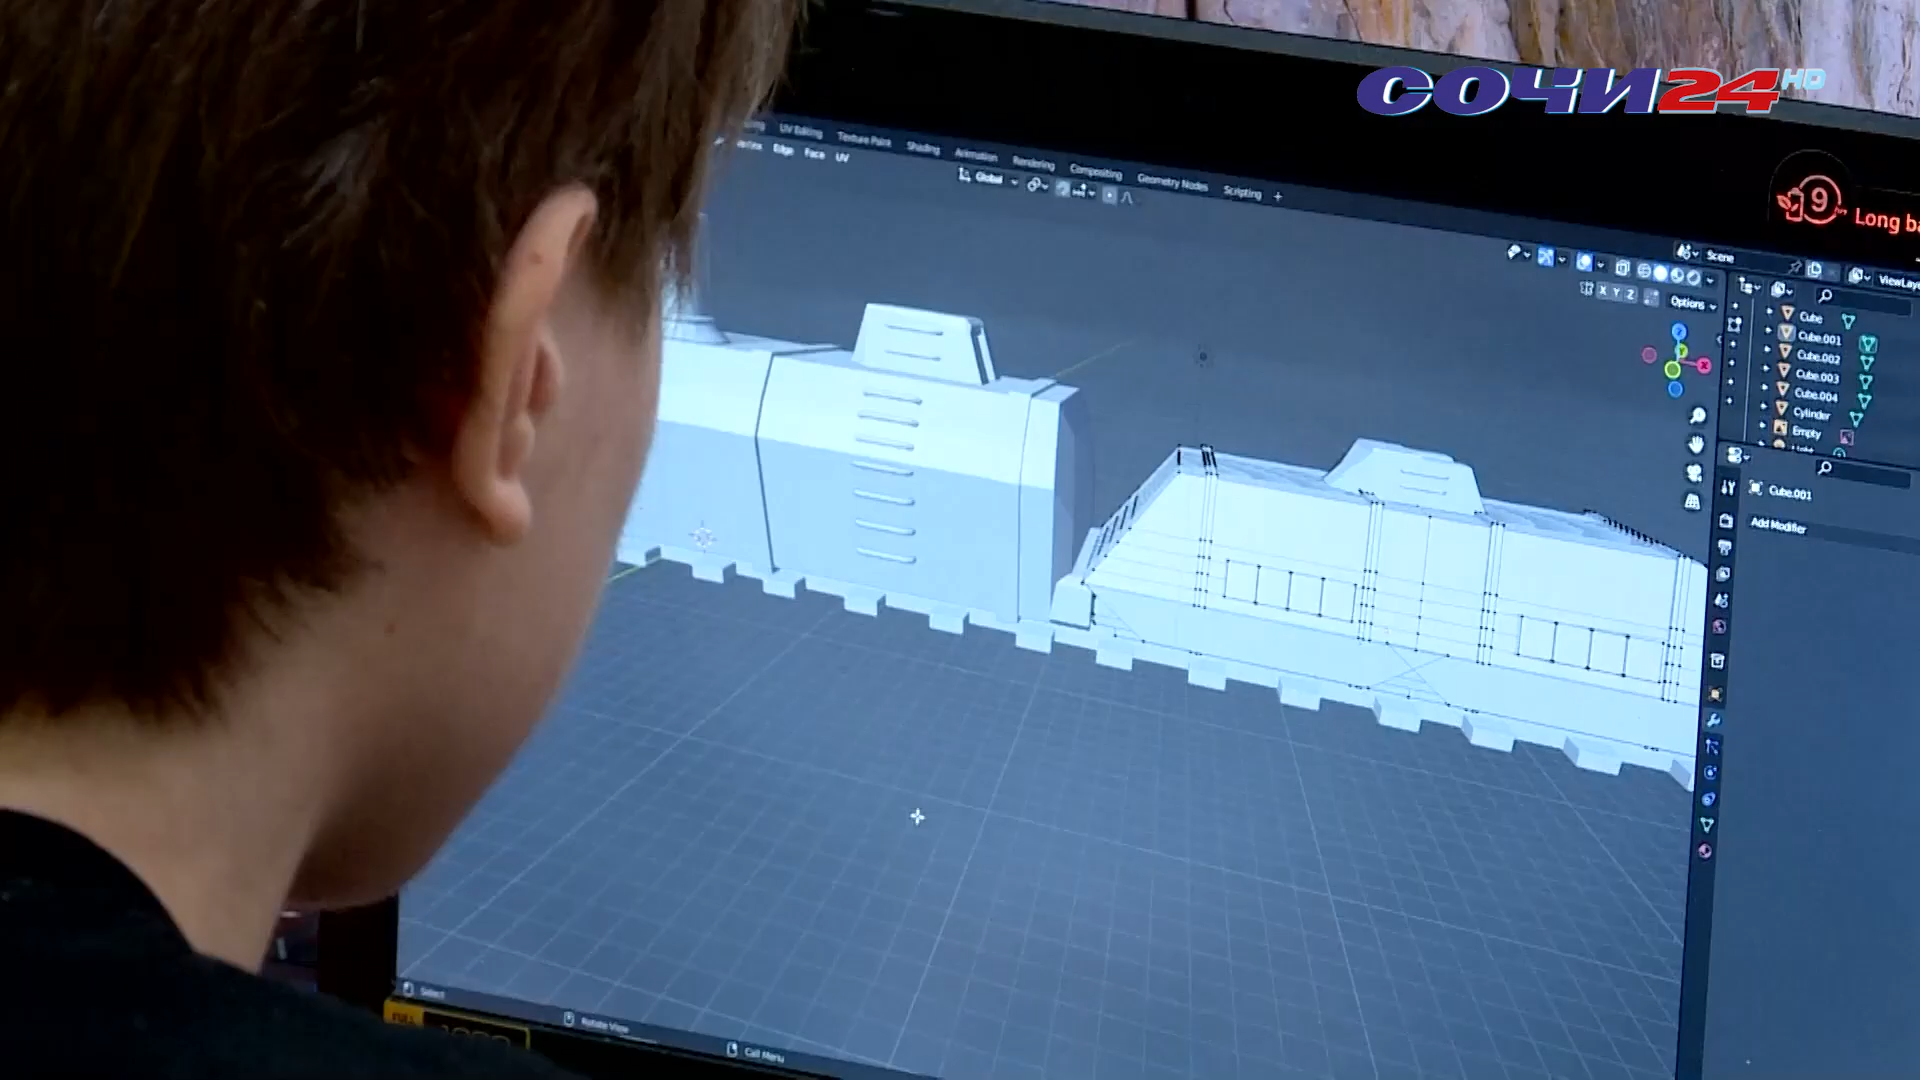 СОЧИ24HD
9
Long ba
UV Editing Texture Paint Shading Animation Rendering Compositing Geometry Nodes Scripting +
Edge Face UV
Global
Scene
ViewLaye
X Y Z
Options
Cube
Cube.001
Cube.002
Cube.003
Cube.004
Cylinder
Empty
Cube.001
Add Modifier
X
Select
Rotate View
Call Menu
FULL